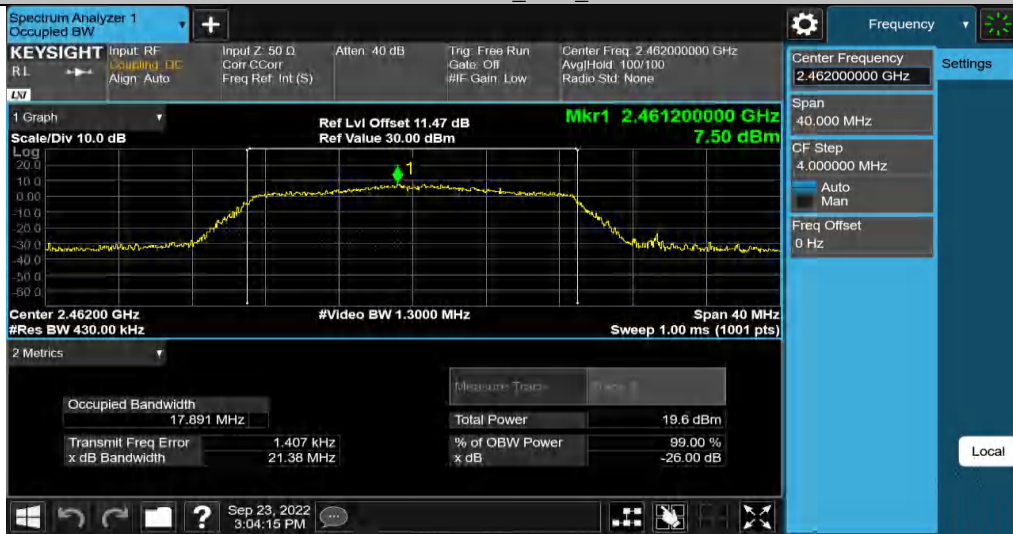 Spectrum Analyzer 1
Occupied BW
+
Frequency
KEYSIGHT
RL
LXI
Input: RF
Coupling: DC
Align: Auto
Input Z: 50 Ω
Corr CCorr
Freq Ref: Int (S)
Atten: 40 dB
Trig: Free Run
Gate: Off
#IF Gain: Low
Center Freq: 2.462000000 GHz
Avg|Hold: 100/100
Radio Std: None
Center Frequency
2.462000000 GHz
Settings
Span
40.000 MHz
CF Step
4.000000 MHz
Auto
Man
Freq Offset
0 Hz
Local
1 Graph
Scale/Div 10.0 dB
Ref Lvl Offset 11.47 dB
Ref Value 30.00 dBm
Mkr1 2.461200000 GHz
7.50 dBm
Log
20.0
10.0
0.00
-10.0
-20.0
-30.0
-40.0
-50.0
-60.0
1
Center 2.46200 GHz
#Res BW 430.00 kHz
#Video BW 1.3000 MHz
Span 40 MHz
Sweep 1.00 ms (1001 pts)
2 Metrics
Measure Trace
Trace 1
Occupied Bandwidth
17.891 MHz
Total Power 19.6 dBm
Transmit Freq Error 1.407 kHz
% of OBW Power 99.00 %
x dB Bandwidth 21.38 MHz
x dB -26.00 dB
?
Sep 23, 2022
3:04:15 PM